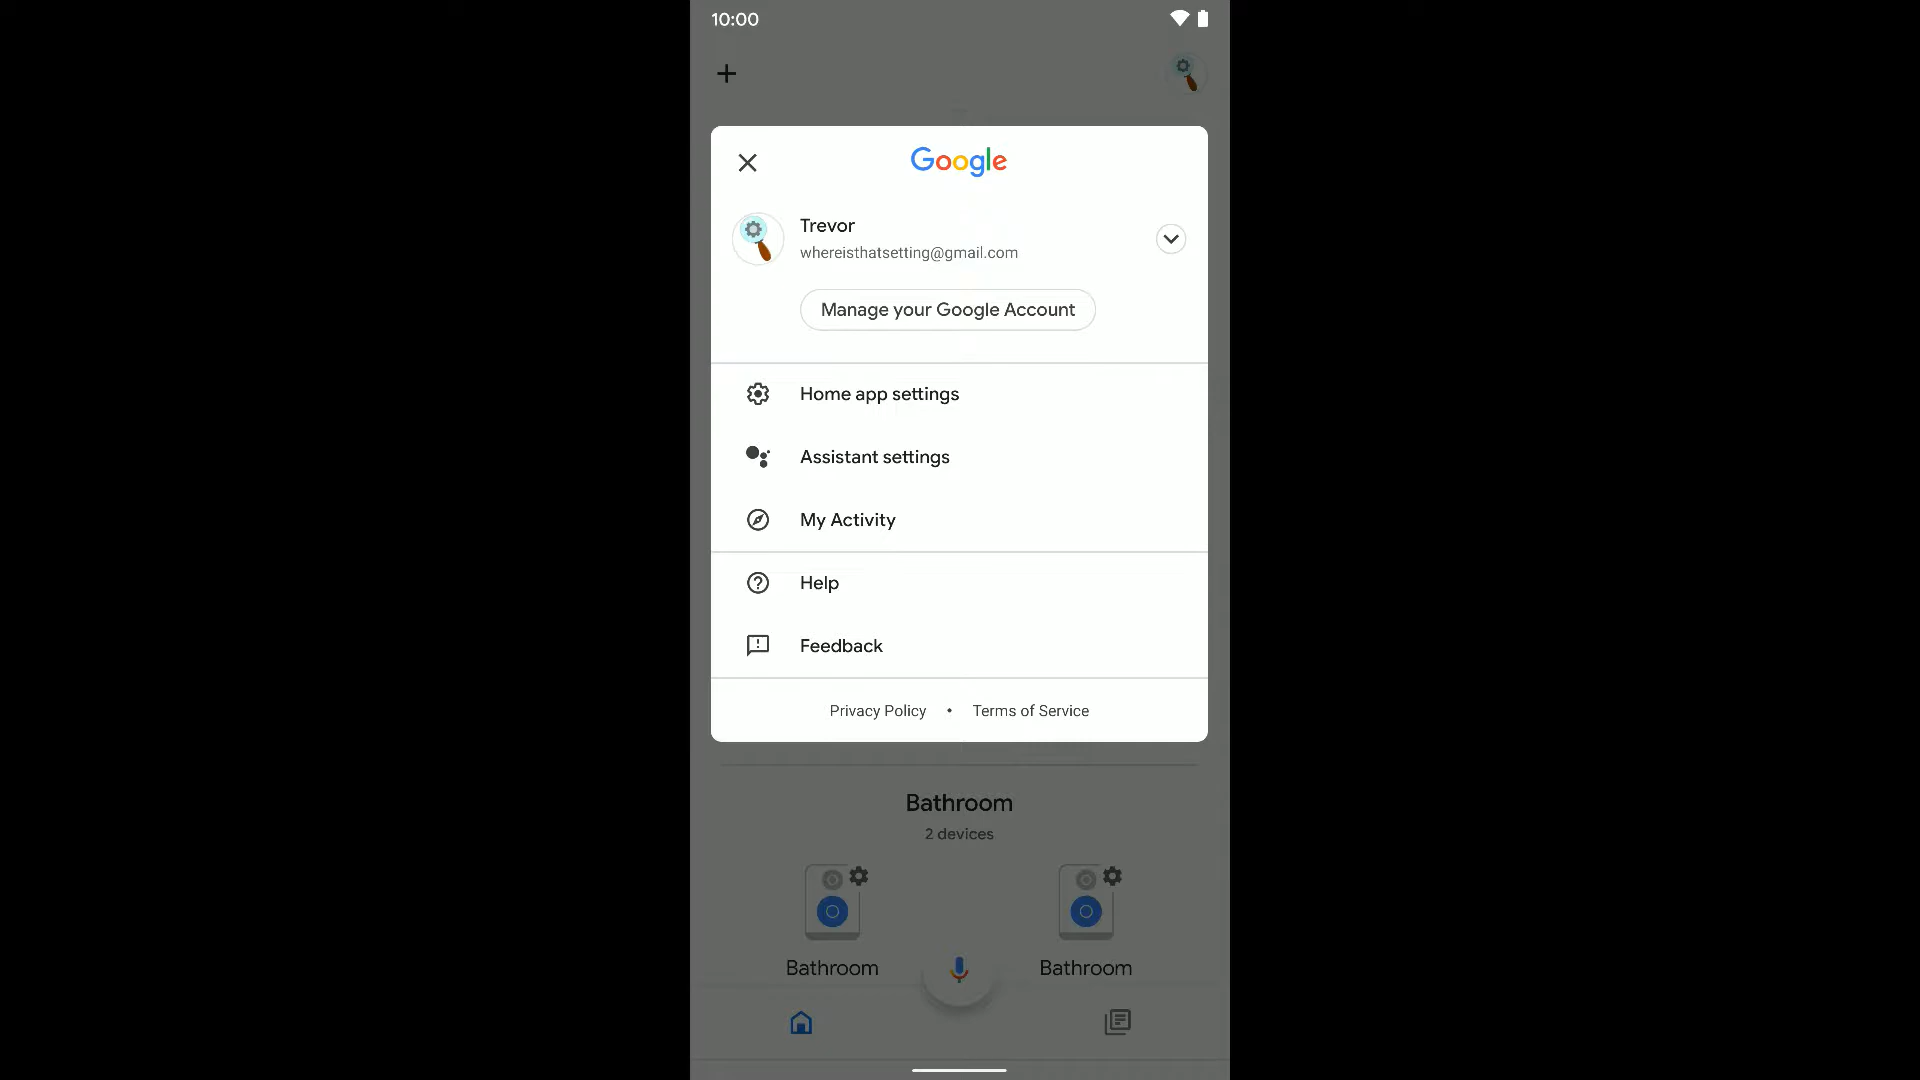 10:00
Google
Trevor
whereisthatsetting@gmail.com
Manage your Google Account
Home app settings
Assistant settings
My Activity
Help
Feedback
Privacy Policy • Terms of Service
Bathroom
2 devices
Bathroom Bathroom